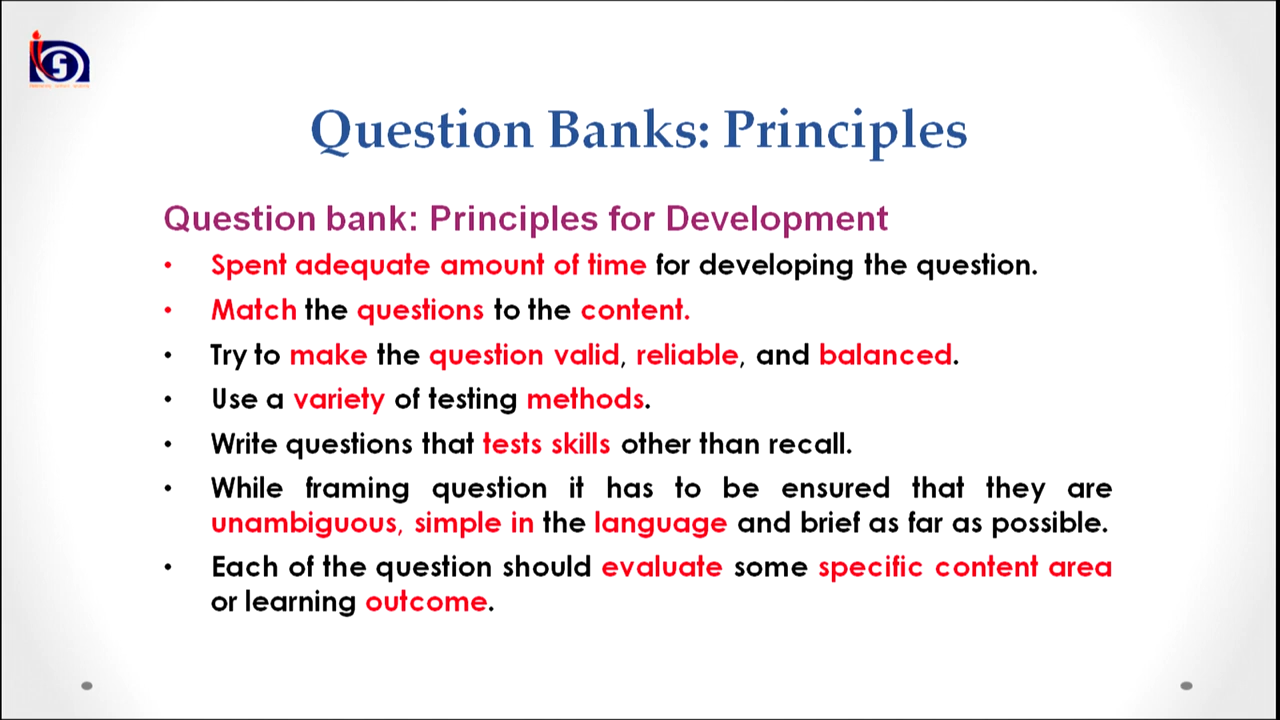 Question Banks: Principles
Question bank: Principles for Development
• Spent adequate amount of time for developing the question.
• Match the questions to the content.
• Try to make the question valid, reliable, and balanced.
• Use a variety of testing methods.
• Write questions that tests skills other than recall.
• While framing question it has to be ensured that they are
unambiguous, simple in the language and brief as far as possible.
• Each of the question should evaluate some specific content area
or learning outcome.